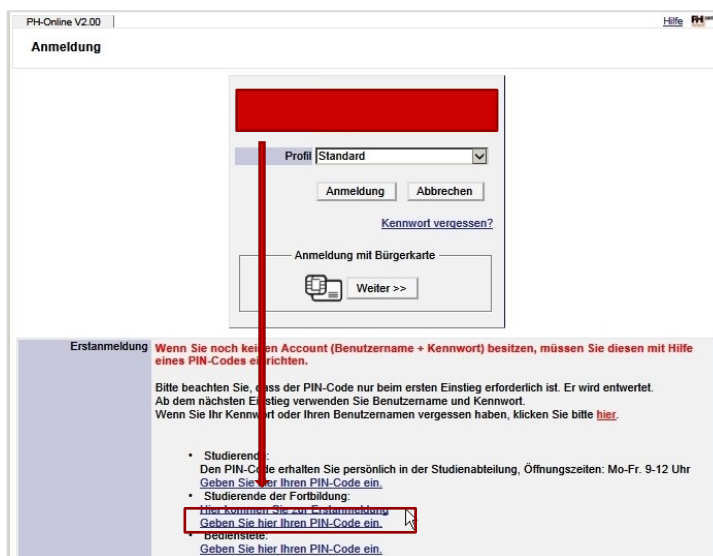 PH-Online V2.00
Hilfe
Anmeldung
Profil Standard
Anmeldung Abbrechen
Kennwort vergessen?
Anmeldung mit Bürgerkarte
Weiter >>
Erstanmeldung
Wenn Sie noch keinen Account (Benutzername + Kennwort) besitzen, müssen Sie diesen mit Hilfe
eines PIN-Codes einrichten.
Bitte beachten Sie, dass der PIN-Code nur beim ersten Einstieg erforderlich ist. Er wird entwertet.
Ab dem nächsten Einstieg verwenden Sie Benutzername und Kennwort.
Wenn Sie Ihr Kennwort oder Ihren Benutzernamen vergessen haben, klicken Sie bitte hier.
• Studierende:
Den PIN-Code erhalten Sie persönlich in der Studienabteilung, Öffnungszeiten: Mo-Fr. 9-12 Uhr
Geben Sie hier Ihren PIN-Code ein.
• Studierende der Fortbildung:
Hier kommen Sie zur Erstanmeldung
Geben Sie hier Ihren PIN-Code ein.
• Bedienstete:
Geben Sie hier Ihren PIN-Code ein.